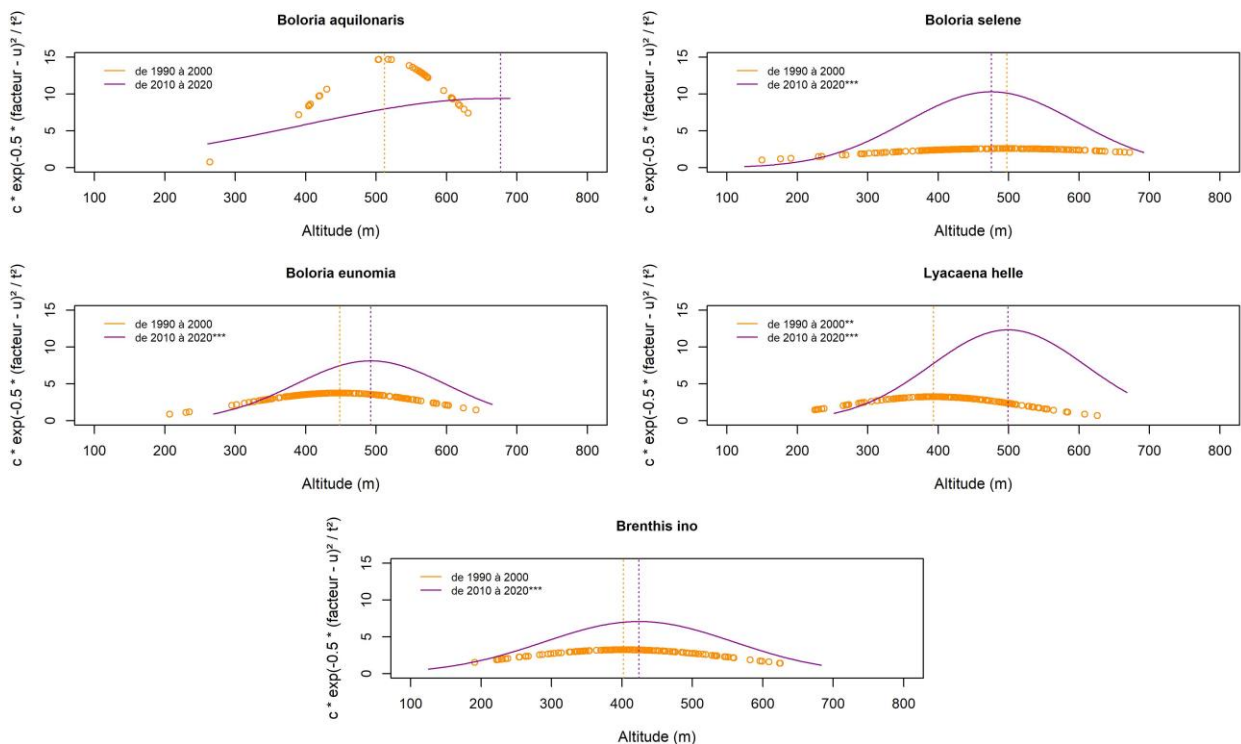 Boloria aquilonaris
c * exp(-0.5 * (facteur - u)² / t²)
15
10
5
0
de 1990 à 2000
de 2010 à 2020
100 200 300 400 500 600 700 800
Altitude (m)
Boloria selene
c * exp(-0.5 * (facteur - u)² / t²)
15
10
5
0
de 1990 à 2000
de 2010 à 2020***
100 200 300 400 500 600 700 800
Altitude (m)
Boloria eunomia
c * exp(-0.5 * (facteur - u)² / t²)
15
10
5
0
de 1990 à 2000
de 2010 à 2020***
100 200 300 400 500 600 700 800
Altitude (m)
Lyacaena helle
c * exp(-0.5 * (facteur - u)² / t²)
15
10
5
0
de 1990 à 2000**
de 2010 à 2020***
100 200 300 400 500 600 700 800
Altitude (m)
Brenthis ino
c * exp(-0.5 * (facteur - u)² / t²)
15
10
5
0
de 1990 à 2000
de 2010 à 2020***
100 200 300 400 500 600 700 800
Altitude (m)